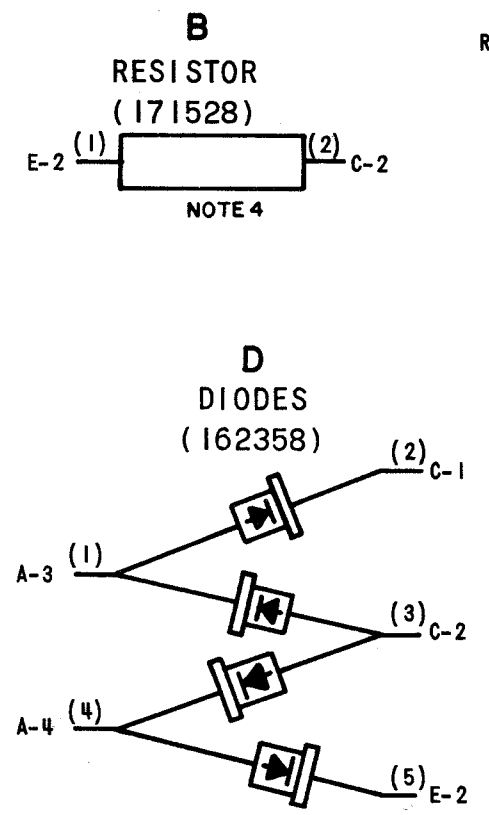 B
R
RESISTOR
(171528)
E-2 (1) (2) C-2
NOTE 4
D
DIODES
(162358)
(2) C-1
A-3 (1)
(3) C-2
A-4 (4)
(5) E-2